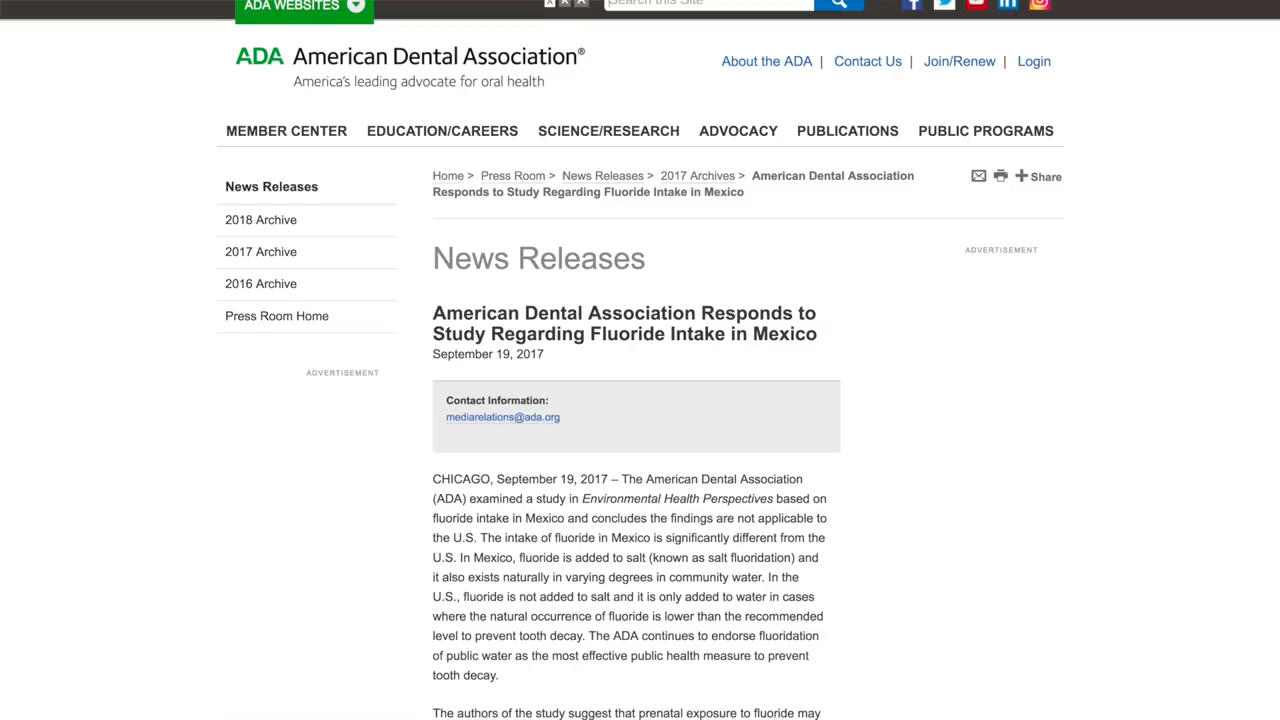 ADA WEBSITES
A A A
Search this Site
ADA American Dental Association®
America's leading advocate for oral health
About the ADA | Contact Us | Join/Renew | Login
MEMBER CENTER EDUCATION/CAREERS SCIENCE/RESEARCH ADVOCACY PUBLICATIONS PUBLIC PROGRAMS
News Releases
2018 Archive
2017 Archive
2016 Archive
Press Room Home
ADVERTISEMENT
Home > Press Room > News Releases > 2017 Archives > American Dental Association
Responds to Study Regarding Fluoride Intake in Mexico
Share
ADVERTISEMENT
News Releases
American Dental Association Responds to
Study Regarding Fluoride Intake in Mexico
September 19, 2017
Contact Information:
mediarelations@ada.org
CHICAGO, September 19, 2017 – The American Dental Association
(ADA) examined a study in Environmental Health Perspectives based on
fluoride intake in Mexico and concludes the findings are not applicable to
the U.S. The intake of fluoride in Mexico is significantly different from the
U.S. In Mexico, fluoride is added to salt (known as salt fluoridation) and
it also exists naturally in varying degrees in community water. In the
U.S., fluoride is not added to salt and it is only added to water in cases
where the natural occurrence of fluoride is lower than the recommended
level to prevent tooth decay. The ADA continues to endorse fluoridation
of public water as the most effective public health measure to prevent
tooth decay.
The authors of the study suggest that prenatal exposure to fluoride may